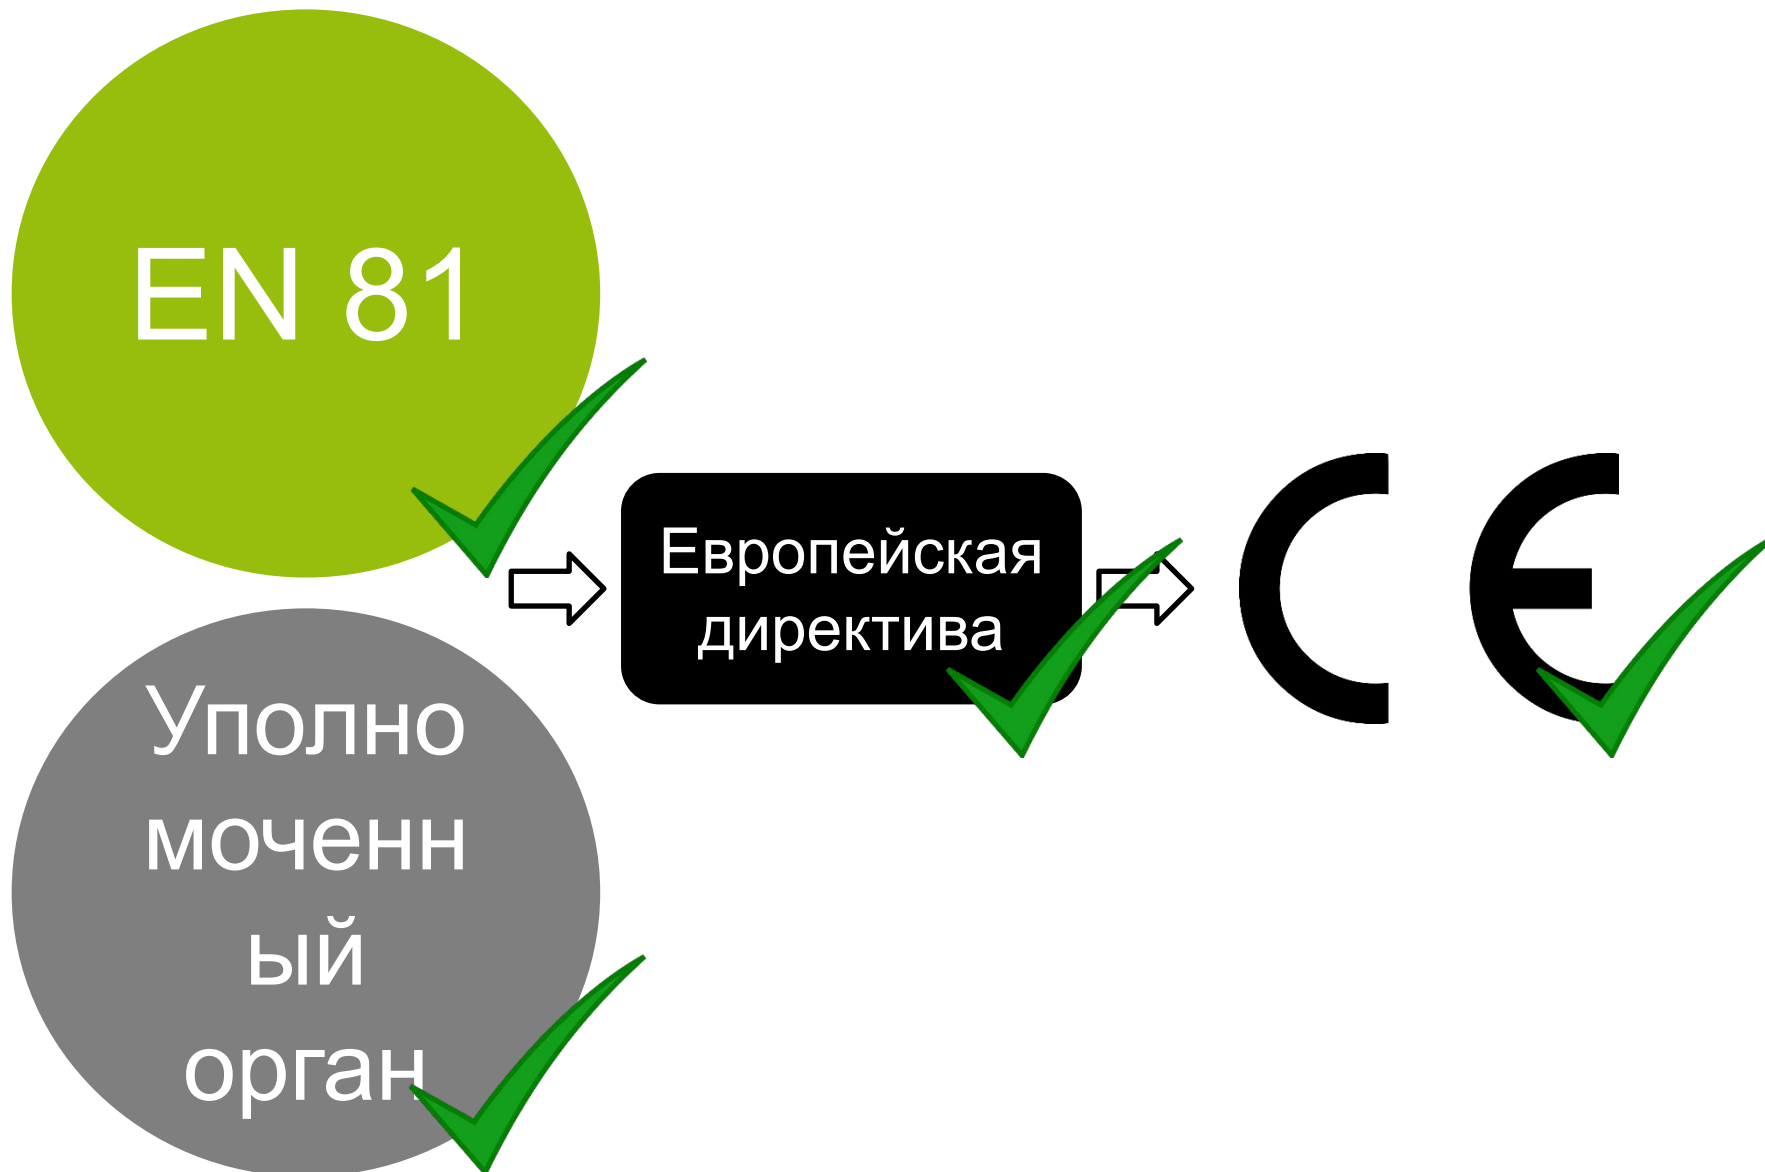 EN 81
Уполно
моченн
ый
орган
Европейская
директива
CE